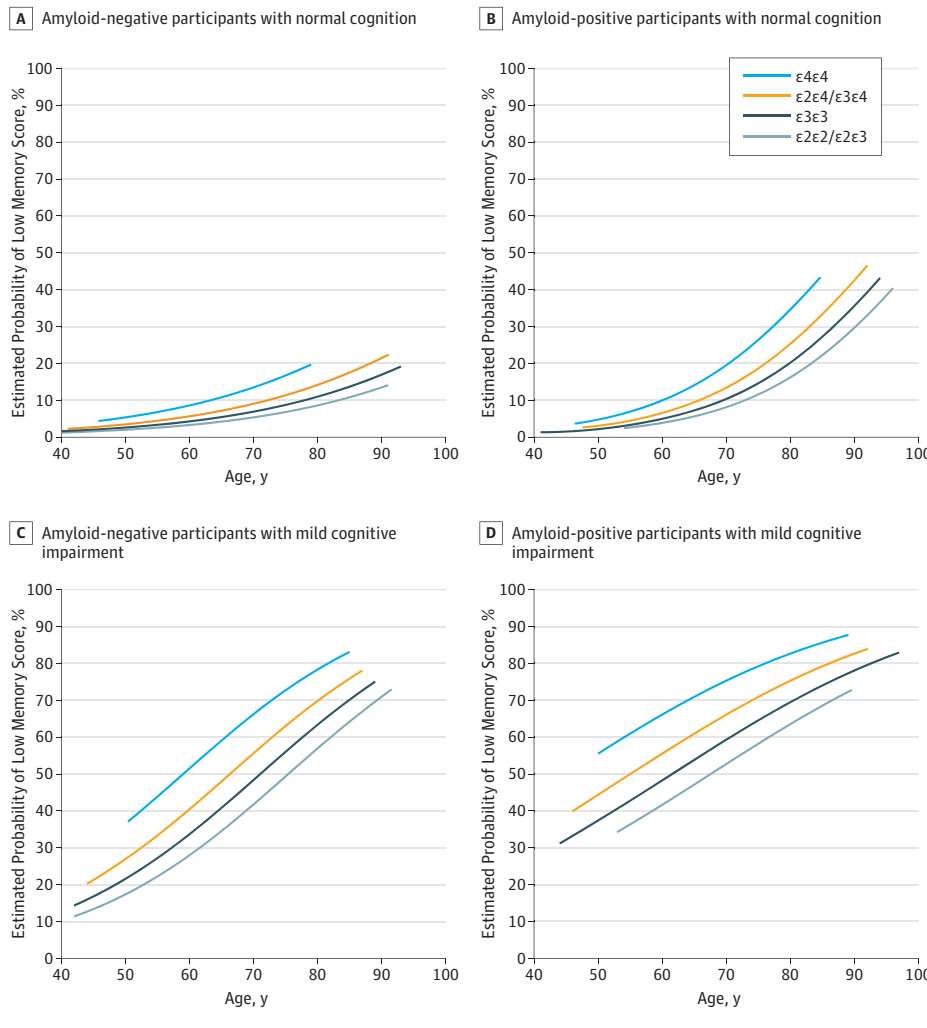 A Amyloid-negative participants with normal cognition
Estimated Probability of Low Memory Score, %
100
90
80
70
60
50
40
30
20
10
0
40 50 60 70 80 90 100
Age, y
B Amyloid-positive participants with normal cognition
Estimated Probability of Low Memory Score, %
100
90
80
70
60
50
40
30
20
10
0
ε4ε4
ε2ε4/ε3ε4
ε3ε3
ε2ε2/ε2ε3
40 50 60 70 80 90 100
Age, y
C Amyloid-negative participants with mild cognitive
impairment
Estimated Probability of Low Memory Score, %
100
90
80
70
60
50
40
30
20
10
0
40 50 60 70 80 90 100
Age, y
D Amyloid-positive participants with mild cognitive
impairment
Estimated Probability of Low Memory Score, %
100
90
80
70
60
50
40
30
20
10
0
40 50 60 70 80 90 100
Age, y